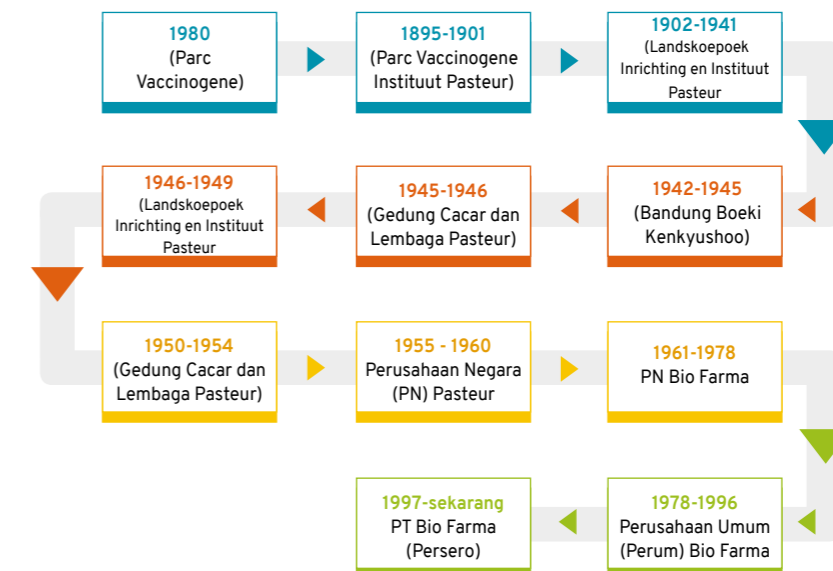 1980
(Parc
Vaccinogene)
1895-1901
(Parc Vaccinogene
Instituut Pasteur)
1902-1941
(Landskoepoek
Inrichting en Instituut
Pasteur
1942-1945
(Bandung Boeki
Kenkyushoo)
1945-1946
(Gedung Cacar dan
Lembaga Pasteur)
1946-1949
(Landskoepoek
Inrichting en Instituut
Pasteur
1950-1954
(Gedung Cacar dan
Lembaga Pasteur)
1955 - 1960
Perusahaan Negara
(PN) Pasteur
1961-1978
PN Bio Farma
1978-1996
Perusahaan Umum
(Perum) Bio Farma
1997-sekarang
PT Bio Farma
(Persero)